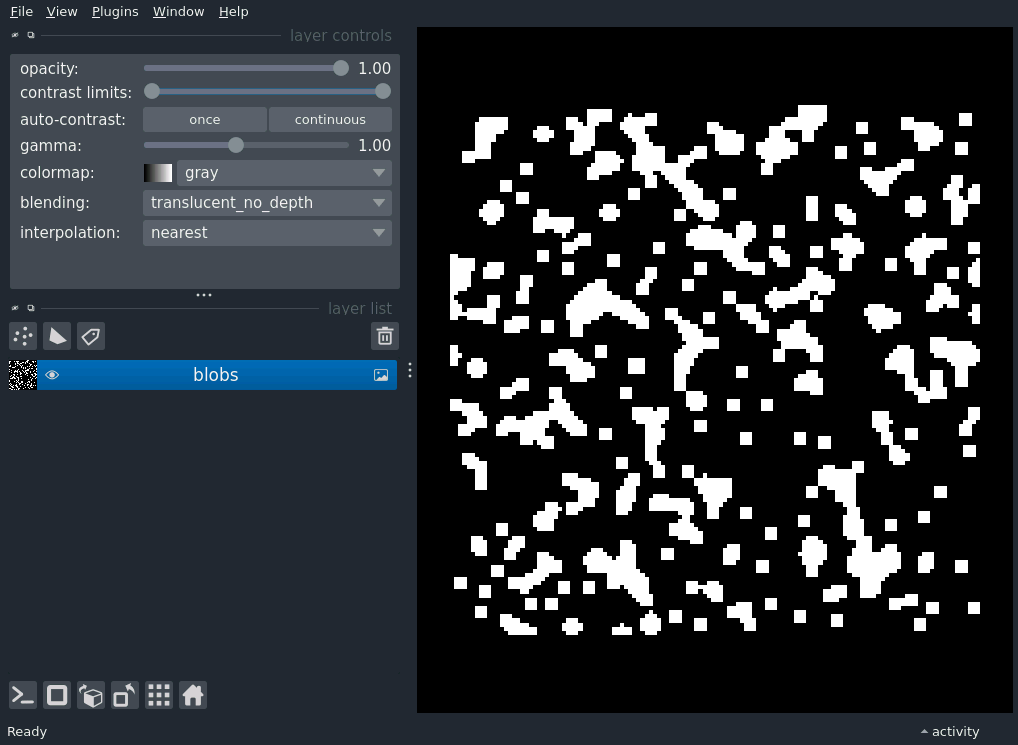 File View Plugins Window Help
layer controls
opacity: 1.00
contrast limits:
auto-contrast: once continuous
gamma: 1.00
colormap: gray
blending: translucent_no_depth
interpolation: nearest
layer list
blobs
Ready activity